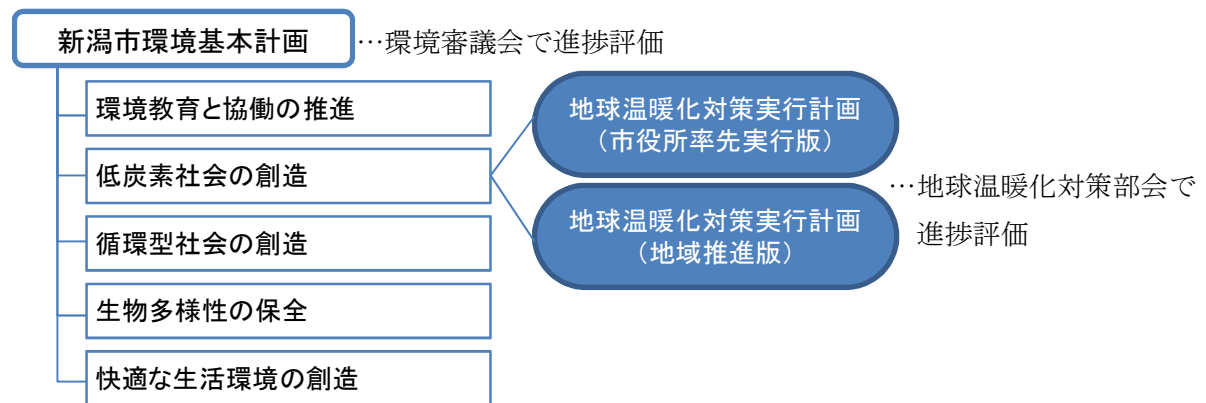 新潟市環境基本計画
…環境審議会で進捗評価
環境教育と協働の推進
低炭素社会の創造
循環型社会の創造
生物多様性の保全
快適な生活環境の創造
地球温暖化対策実行計画
（市役所率先実行版）
地球温暖化対策実行計画
（地域推進版）
…地球温暖化対策部会で
進捗評価